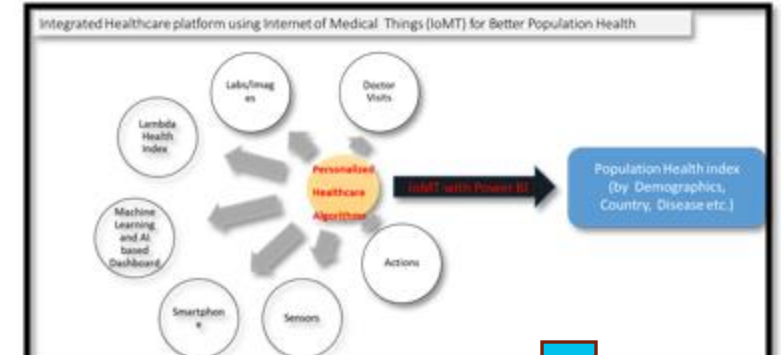 Integrated Healthcare platform using Internet of Medical Things (IoMT) for Better Population Health
Labs/Imag
es
Doctor
Visits
Lambda
Health
Index
Personalized
Healthcare
Algorithms
IoMT with Power BI
Population Health index
(by Demographics,
Country, Disease etc.)
Machine
Learning
and AI
based
Dashboard
Actions
Smartphon
e
Sensors